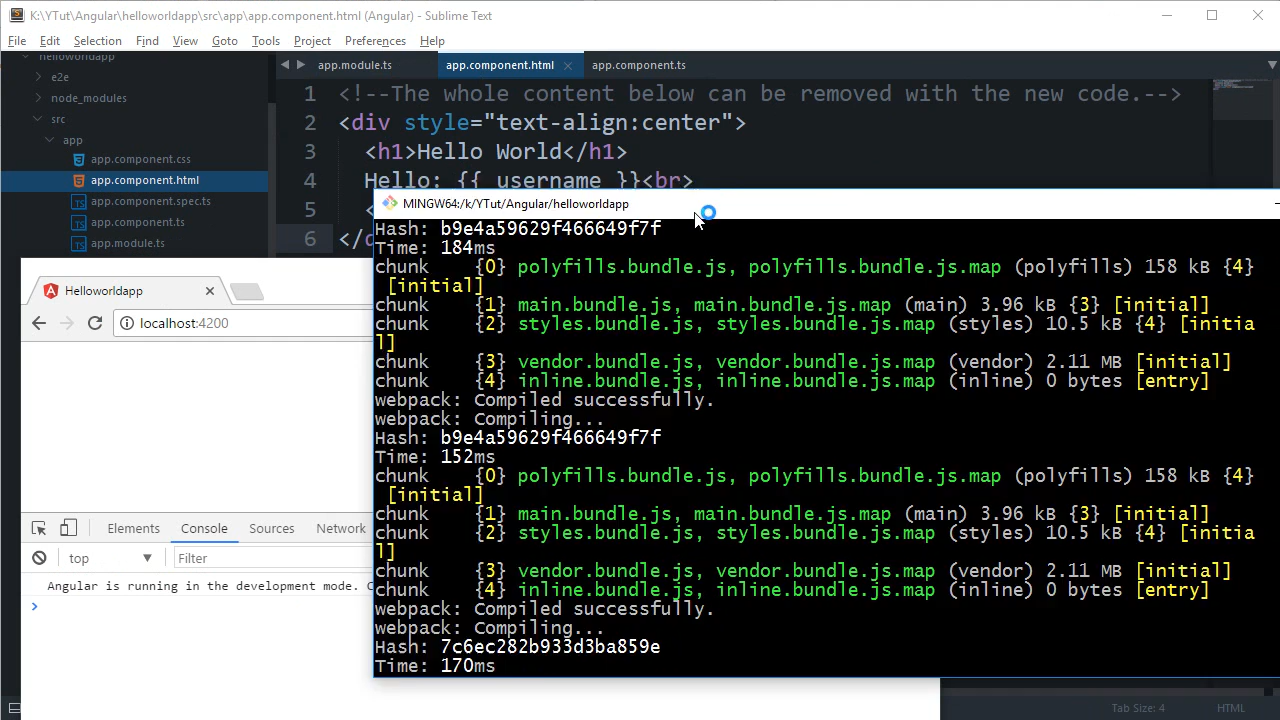 K:\YTut\Angular\helloworldapp\src\app\app.component.html (Angular) - Sublime Text
File Edit Selection Find View Goto Tools Project Preferences Help
helloworldapp
e2e
node_modules
src
app
app.component.css
app.component.html
app.component.spec.ts
app.component.ts
app.module.ts
app.module.ts app.component.html app.component.ts
1 <!--The whole content below can be removed with the new code.-->
2 <div style="text-align:center">
3 <h1>Hello World</h1>
4 Hello: {{ username }}<br>
5 <
6 </d
Helloworldapp
localhost:4200
Elements Console Sources Network
top Filter
Angular is running in the development mode. C
>
MINGW64:/k/YTut/Angular/helloworldapp
Hash: b9e4a59629f466649f7f
Time: 184ms
chunk {0} polyfills.bundle.js, polyfills.bundle.js.map (polyfills) 158 kB {4}
[initial]
chunk {1} main.bundle.js, main.bundle.js.map (main) 3.96 kB {3} [initial]
chunk {2} styles.bundle.js, styles.bundle.js.map (styles) 10.5 kB {4} [initia
l]
chunk {3} vendor.bundle.js, vendor.bundle.js.map (vendor) 2.11 MB [initial]
chunk {4} inline.bundle.js, inline.bundle.js.map (inline) 0 bytes [entry]
webpack: Compiled successfully.
webpack: Compiling...
Hash: b9e4a59629f466649f7f
Time: 152ms
chunk {0} polyfills.bundle.js, polyfills.bundle.js.map (polyfills) 158 kB {4}
[initial]
chunk {1} main.bundle.js, main.bundle.js.map (main) 3.96 kB {3} [initial]
chunk {2} styles.bundle.js, styles.bundle.js.map (styles) 10.5 kB {4} [initia
l]
chunk {3} vendor.bundle.js, vendor.bundle.js.map (vendor) 2.11 MB [initial]
chunk {4} inline.bundle.js, inline.bundle.js.map (inline) 0 bytes [entry]
webpack: Compiled successfully.
webpack: Compiling...
Hash: 7c6ec282b933d3ba859e
Time: 170ms
Tab Size: 4 HTML